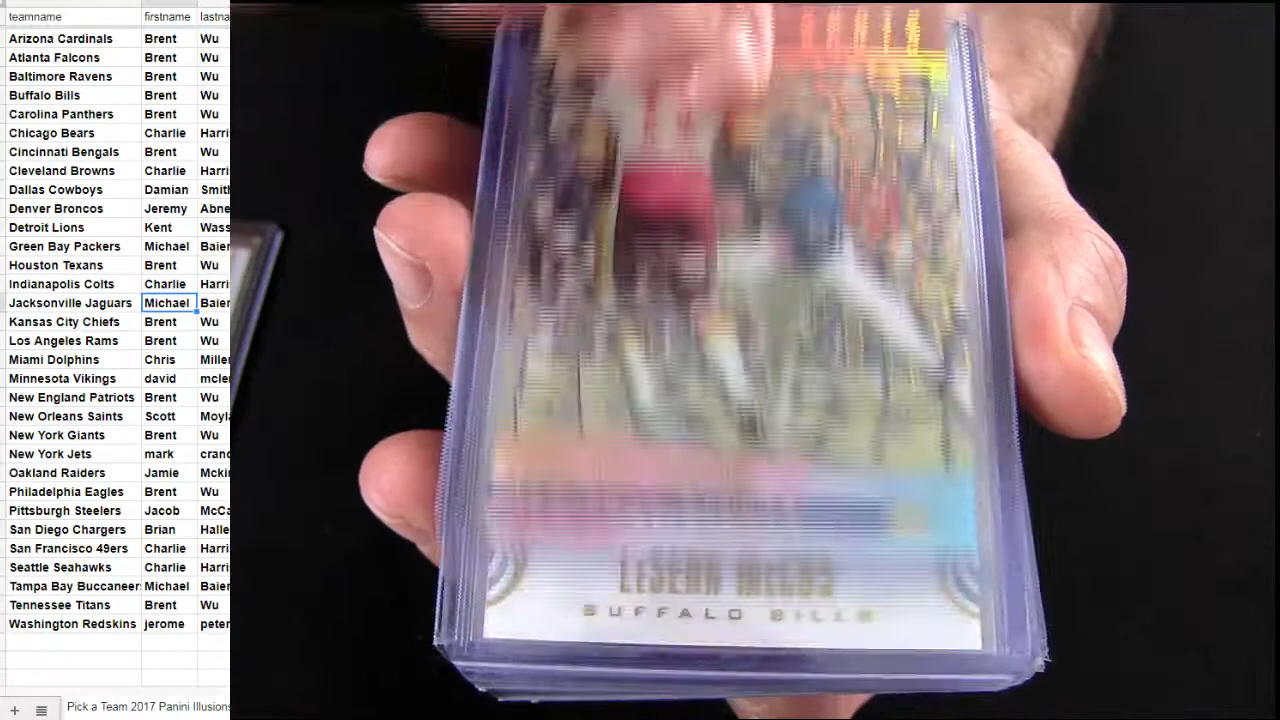 teamname firstname lastna
Arizona Cardinals Brent Wu
Atlanta Falcons Brent Wu
Baltimore Ravens Brent Wu
Buffalo Bills Brent Wu
Carolina Panthers Brent Wu
Chicago Bears Charlie Harri
Cincinnati Bengals Brent Wu
Cleveland Browns Charlie Harri
Dallas Cowboys Damian Smith
Denver Broncos Jeremy Abne
Detroit Lions Kent Wass
Green Bay Packers Michael Baier
Houston Texans Brent Wu
Indianapolis Colts Charlie Harri
Jacksonville Jaguars Michael Baier
Kansas City Chiefs Brent Wu
Los Angeles Rams Brent Wu
Miami Dolphins Chris Miller
Minnesota Vikings david mcler
New England Patriots Brent Wu
New Orleans Saints Scott Moyla
New York Giants Brent Wu
New York Jets mark cranc
Oakland Raiders Jamie Mckin
Philadelphia Eagles Brent Wu
Pittsburgh Steelers Jacob McCa
San Diego Chargers Brian Halle
San Francisco 49ers Charlie Harri
Seattle Seahawks Charlie Harri
Tampa Bay Buccaneers Michael Baier
Tennessee Titans Brent Wu
Washington Redskins jerome peter
Pick a Team 2017 Panini Illusions
LESEAN MCCOY
BUFFALO BILLS